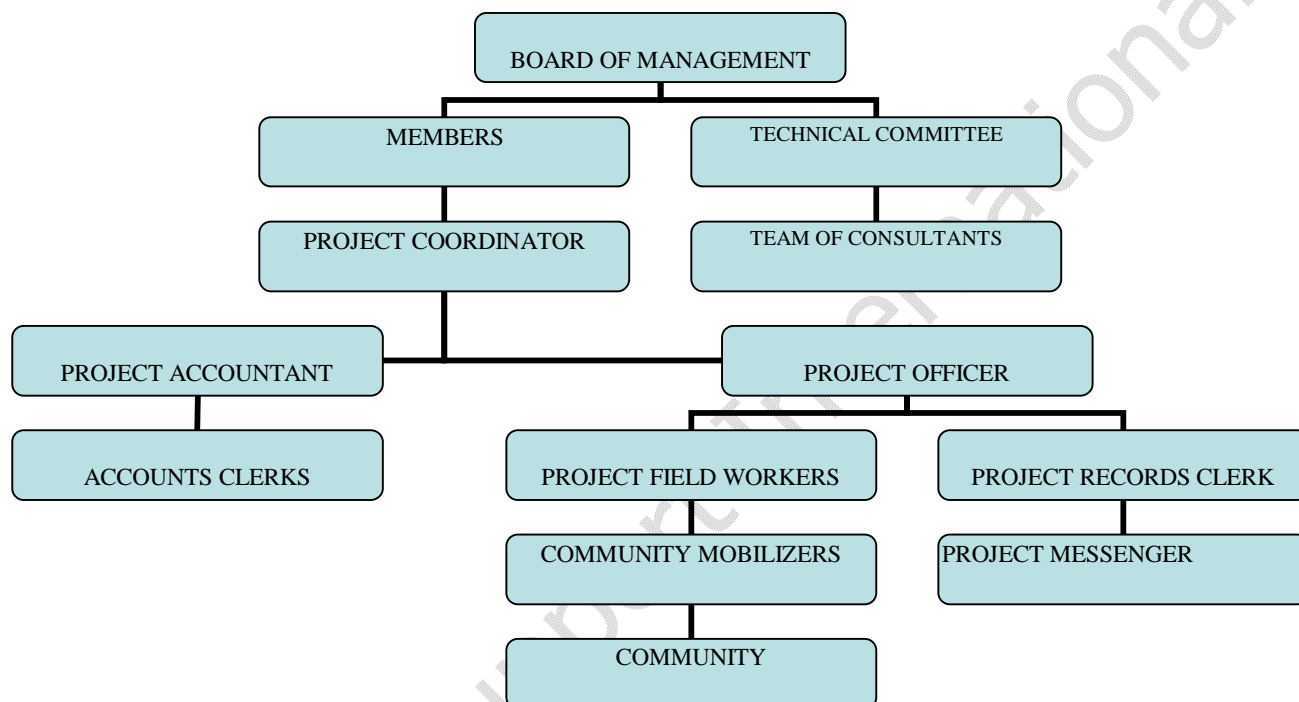 BOARD OF MANAGEMENT
MEMBERS
TECHNICAL COMMITTEE
PROJECT COORDINATOR
TEAM OF CONSULTANTS
PROJECT ACCOUNTANT
PROJECT OFFICER
ACCOUNTS CLERKS
PROJECT FIELD WORKERS
PROJECT RECORDS CLERK
COMMUNITY MOBILIZERS
PROJECT MESSENGER
COMMUNITY